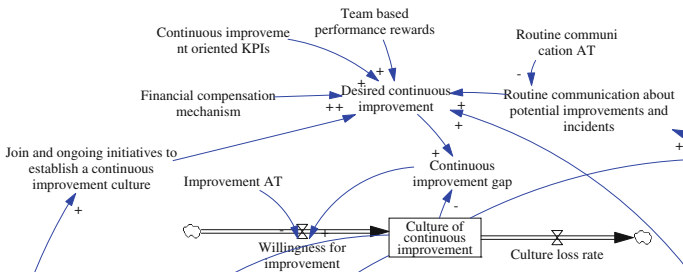 Team based
performance rewards
Continuous improveme
nt oriented KPIs
Routine communi
cation AT
+
+
-
Financial compensation
mechanism
++
Desired continuous
improvement
+
+
Routine communication about
potential improvements and
incidents
+
Join and ongoing initiatives to
establish a continuous
improvement culture
+
+
Continuous
improvement gap
Improvement AT
-
-
+
Willingness for
improvement
Culture of
continuous
improvement
Culture loss rate